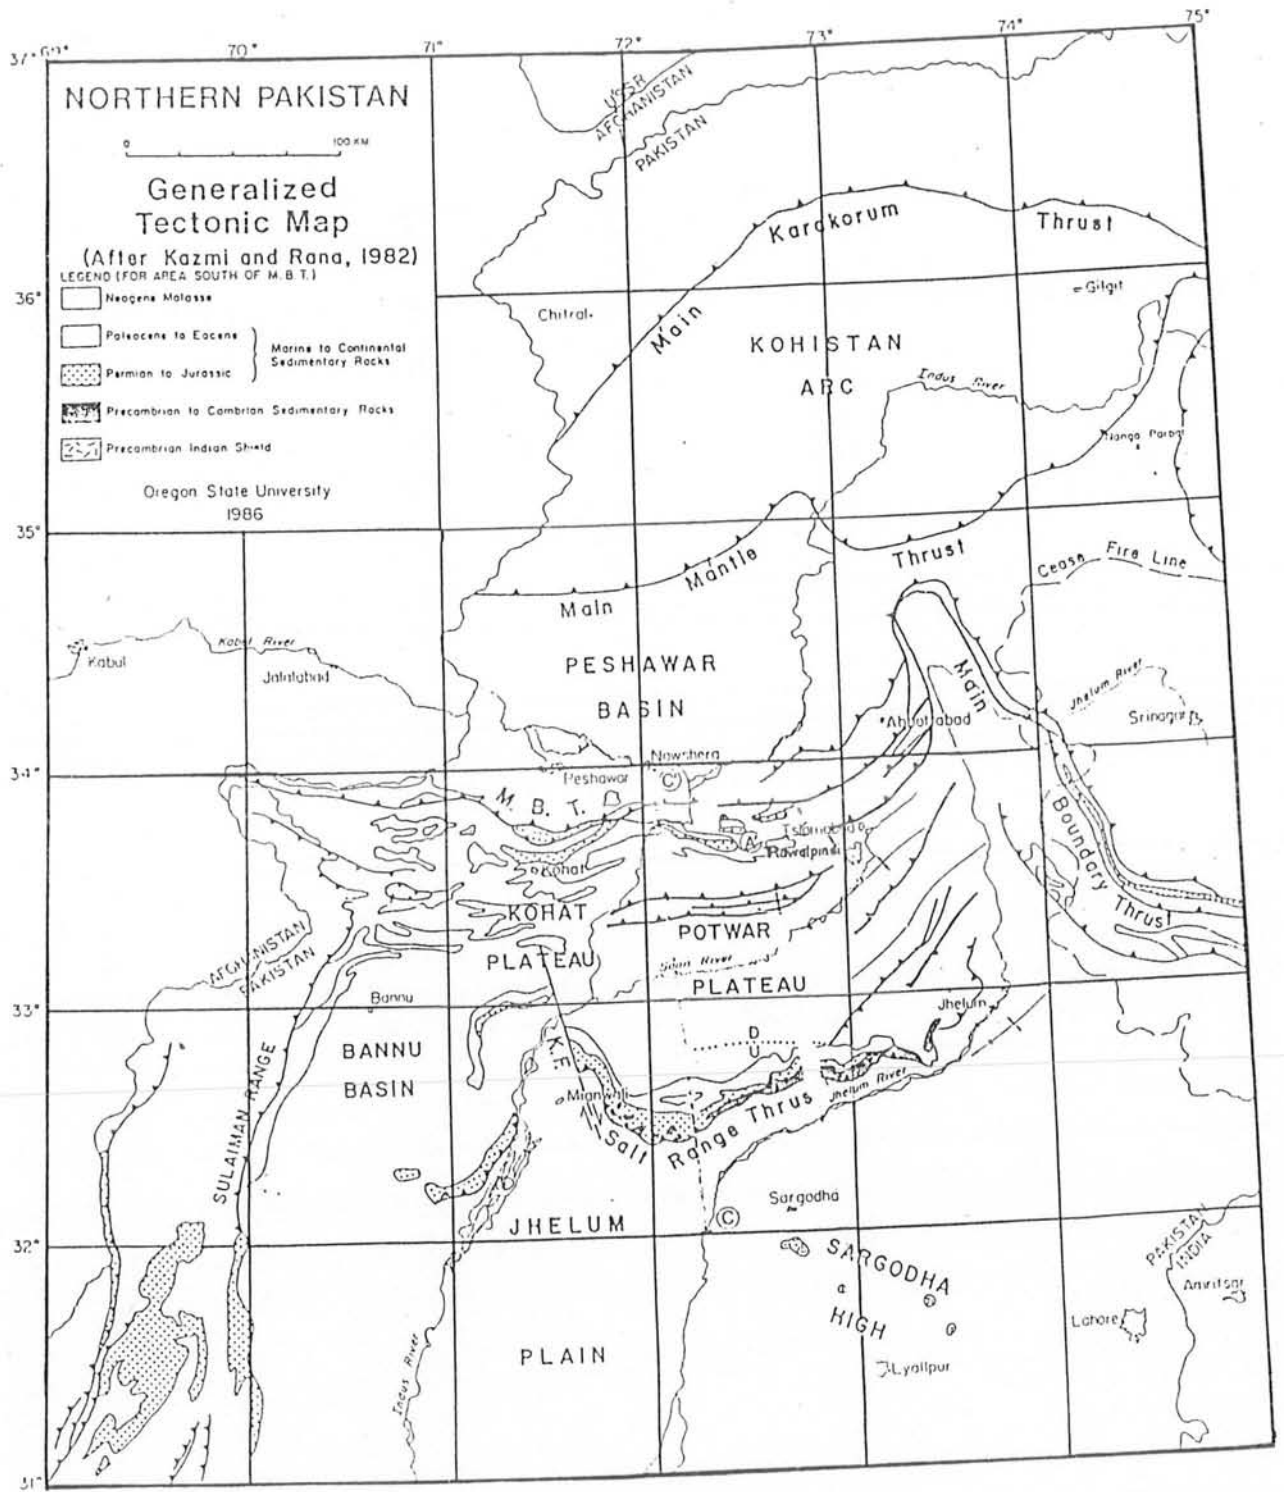 70°
71°
72°
73°
74°
75°
37°
NORTHERN PAKISTAN
0
100 KM
Generalized
Tectonic Map
(After Kazmi and Rana, 1982)
LEGEND (FOR AREA SOUTH OF M.B.T.)
Neogene Molasse
Paleocene to Eocene
Marine to Continental
Sedimentary Rocks
Permian to Jurassic
Precambrian to Cambrian Sedimentary Rocks
Precambrian Indian Shield
Oregon State University
1986
USSR
AFGHANISTAN
PAKISTAN
Main Karakorum Thrust
36°
Chitral
Gilgit
KOHISTAN
ARC
Indus River
Nanga Parbat
35°
Main Mantle Thrust
Cease Fire Line
Kabul River
Kabul
Jalalabad
PESHAWAR
BASIN
Main Boundary Thrust
Jhelum River
Srinagar
Abbottabad
34°
Nowshera
Peshawar
C'
M. B. T.
Islamabad
A'
Rawalpindi
Kohat
KOHAT
PLATEAU
POTWAR
PLATEAU
Soan River
AFGHANISTAN
PAKISTAN
33°
Bannu
Jhelum
D
U
BANNU
BASIN
K.F.
SULAIMAN RANGE
Mianwali
Salt Range Thrus
Jhelum River
Sargodha
C
JHELUM
PLAIN
32°
SARGODHA
HIGH
PAKISTAN
INDIA
Amritsar
Lahore
Lyallpur
Indus River
31°